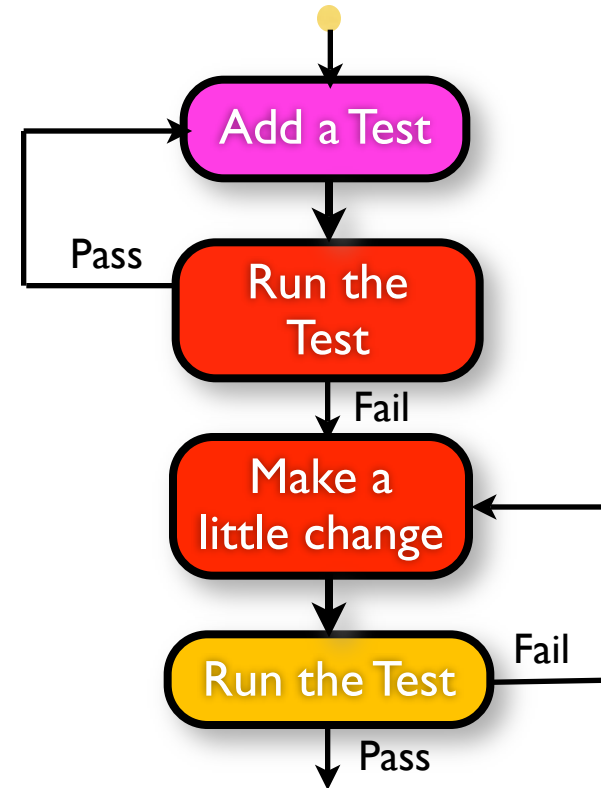 Add a Test
Pass
Run the
Test
Fail
Make a
little change
Run the Test
Fail
Pass